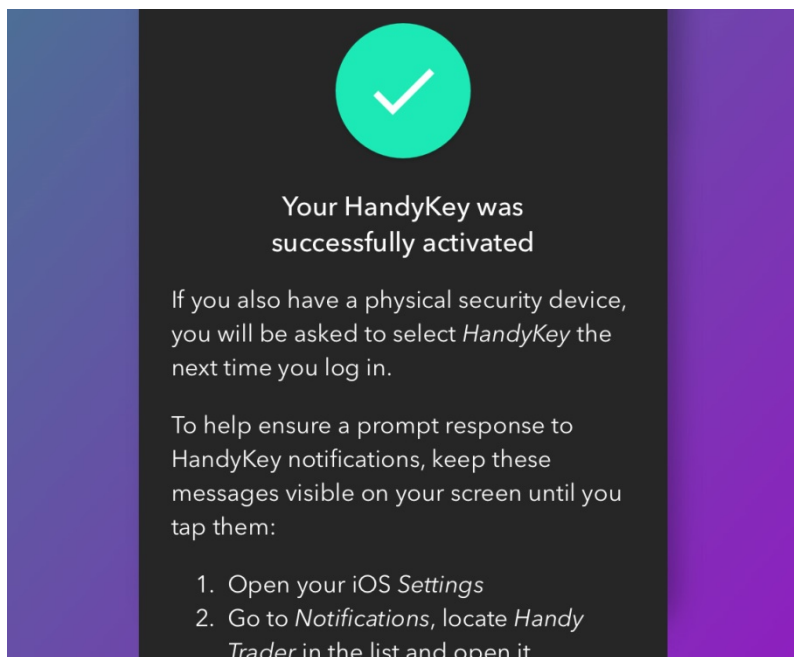 Your HandyKey was
successfully activated
If you also have a physical security device,
you will be asked to select HandyKey the
next time you log in.
To help ensure a prompt response to
HandyKey notifications, keep these
messages visible on your screen until you
tap them:
1. Open your iOS Settings
2. Go to Notifications, locate Handy
Trader in the list and open it